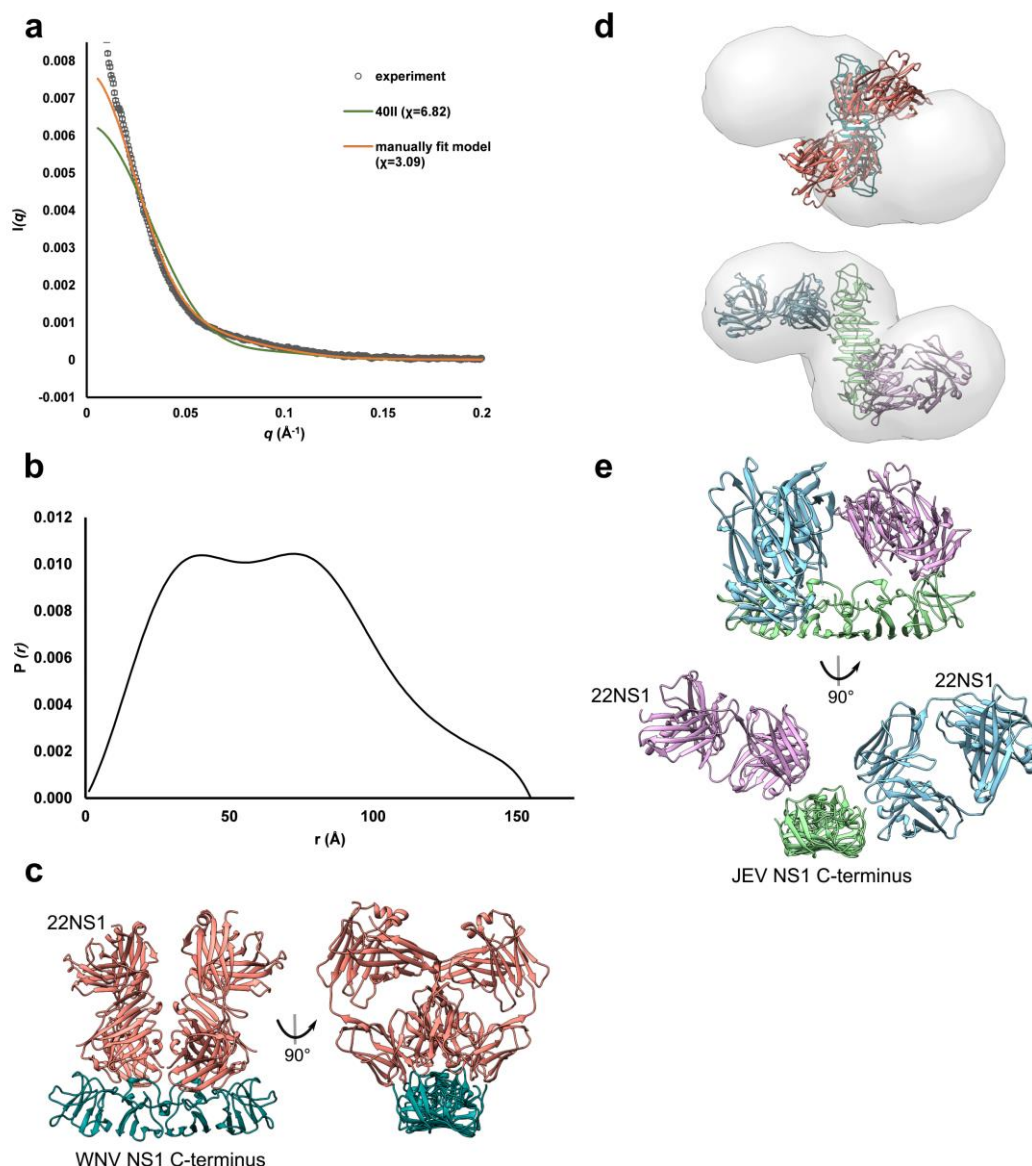 a
0.008
0.007
0.006
0.005
0.004
0.003
0.002
0.001
0
-0.001
I(q)
0
0.05
0.1
0.15
0.2
q (Å⁻¹)
experiment
40II (χ=6.82)
manually fit model
(χ=3.09)
b
0.012
0.010
0.008
0.006
0.004
0.002
0.000
P(r)
0
50
100
150
r (Å)
c
22NS1
90°
WNV NS1 C-terminus
d
e
90°
22NS1
22NS1
JEV NS1 C-terminus